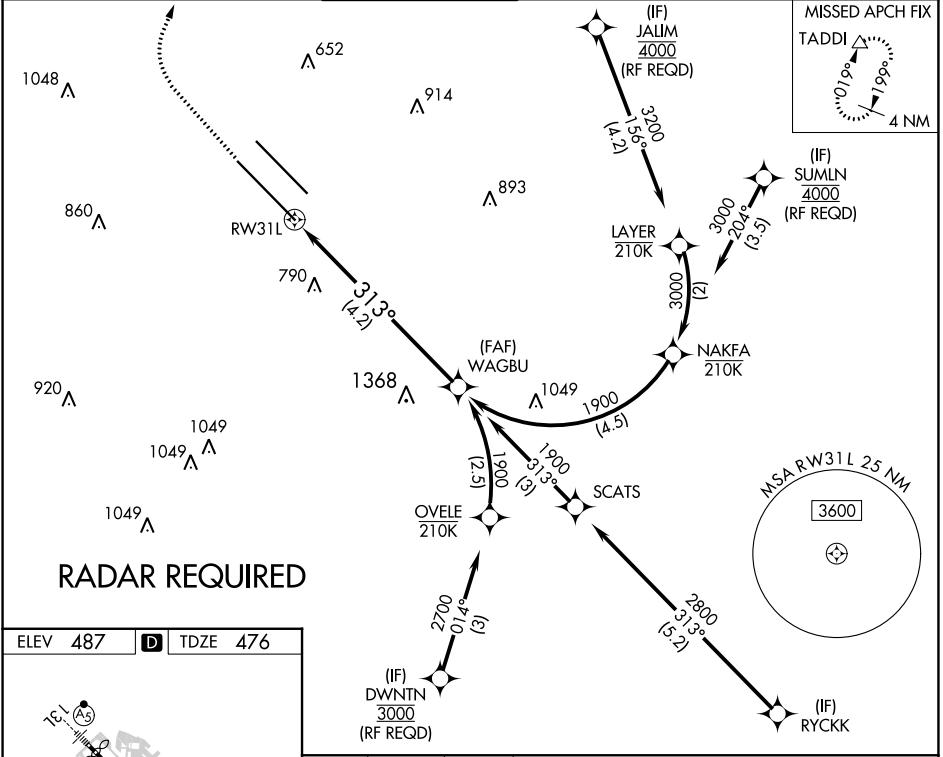 MISSED APCH FIX
TADDI
019°
199°
4 NM
(IF)
JALIM
4000
(RF REQD)
652
1048
914
3200
156°
(4.2)
(IF)
SUMLN
4000
(RF REQD)
893
3000
204°
(3.5)
860
RW31L
LAYER
210K
790
3000
(2)
313°
(4.2)
(FAF)
WAGBU
NAKFA
210K
1368
1049
920
1900
(4.5)
1049
1049
1900
(2.5)
1900
313°
(3)
SCATS
MSA RW31L 25 NM
3600
OVELE
210K
1049
RADAR REQUIRED
2700
014°
(3)
2800
313°
(5.2)
ELEV 487
D
TDZE 476
(IF)
DWNTN
3000
(RF REQD)
(IF)
RYCKK
13L
A5